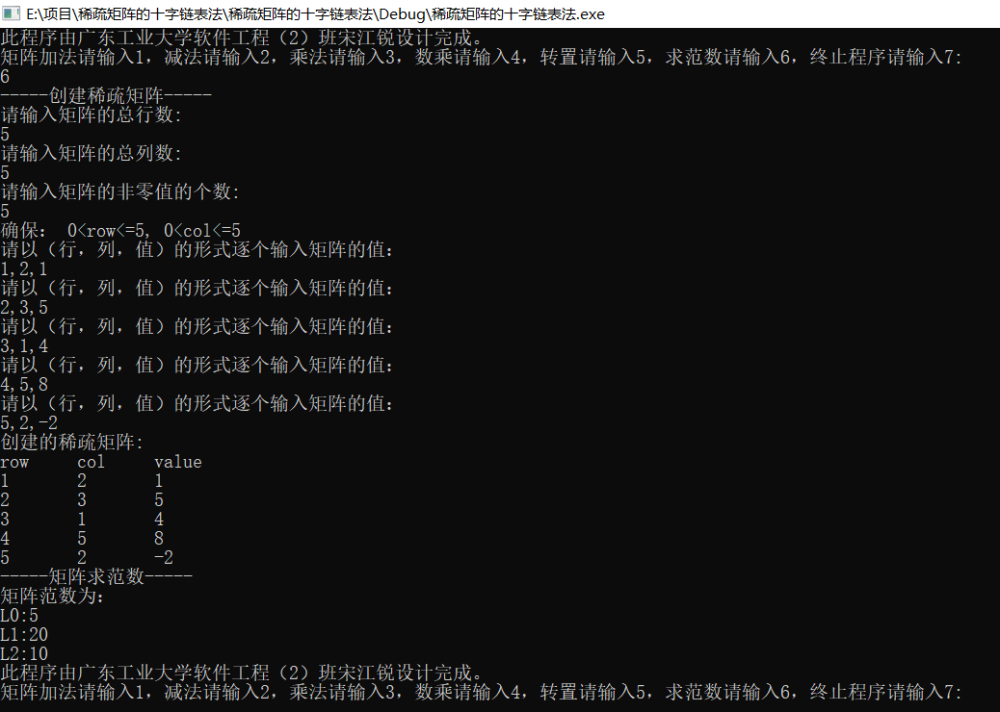 E:\项目\稀疏矩阵的十字链表法\稀疏矩阵的十字链表法\Debug\稀疏矩阵的十字链表法.exe
此程序由广东工业大学软件工程（2）班宋江锐设计完成。
矩阵加法请输入1，减法请输入2，乘法请输入3，数乘请输入4，转置请输入5，求范数请输入6，终止程序请输入7:
6
-----创建稀疏矩阵-----
请输入矩阵的总行数:
5
请输入矩阵的总列数:
5
请输入矩阵的非零值的个数:
5
确保： 0<row<=5, 0<col<=5
请以（行，列，值）的形式逐个输入矩阵的值:
1,2,1
请以（行，列，值）的形式逐个输入矩阵的值:
2,3,5
请以（行，列，值）的形式逐个输入矩阵的值:
3,1,4
请以（行，列，值）的形式逐个输入矩阵的值:
4,5,8
请以（行，列，值）的形式逐个输入矩阵的值:
5,2,-2
创建的稀疏矩阵:
row col value
1 2 1
2 3 5
3 1 4
4 5 8
5 2 -2
-----矩阵求范数-----
矩阵范数为:
L0:5
L1:20
L2:10
此程序由广东工业大学软件工程（2）班宋江锐设计完成。
矩阵加法请输入1，减法请输入2，乘法请输入3，数乘请输入4，转置请输入5，求范数请输入6，终止程序请输入7: